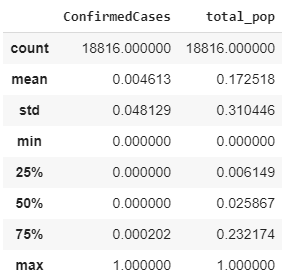 ConfirmedCases total_pop
count 18816.000000 18816.000000
mean 0.004613 0.172518
std 0.048129 0.310446
min 0.000000 0.000000
25% 0.000000 0.006149
50% 0.000000 0.025867
75% 0.000202 0.232174
max 1.000000 1.000000